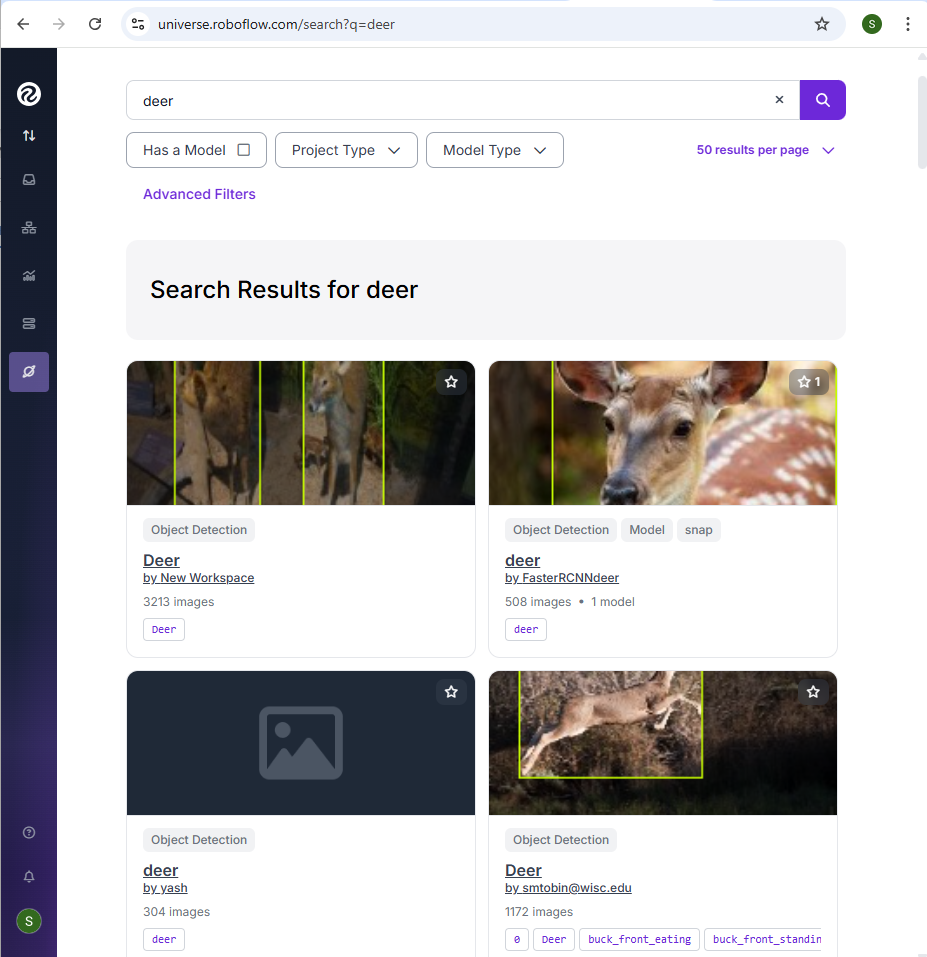 universe.roboflow.com/search?q=deer
S
deer
Has a Model
Project Type
Model Type
50 results per page
Advanced Filters
Search Results for deer
Object Detection
Deer
by New Workspace
3213 images
Deer
1
Object Detection Model snap
deer
by FasterRCNNdeer
508 images • 1 model
deer
Object Detection
deer
by yash
304 images
deer
Object Detection
Deer
by smtobin@wisc.edu
1172 images
0 Deer buck_front_eating buck_front_standin
S